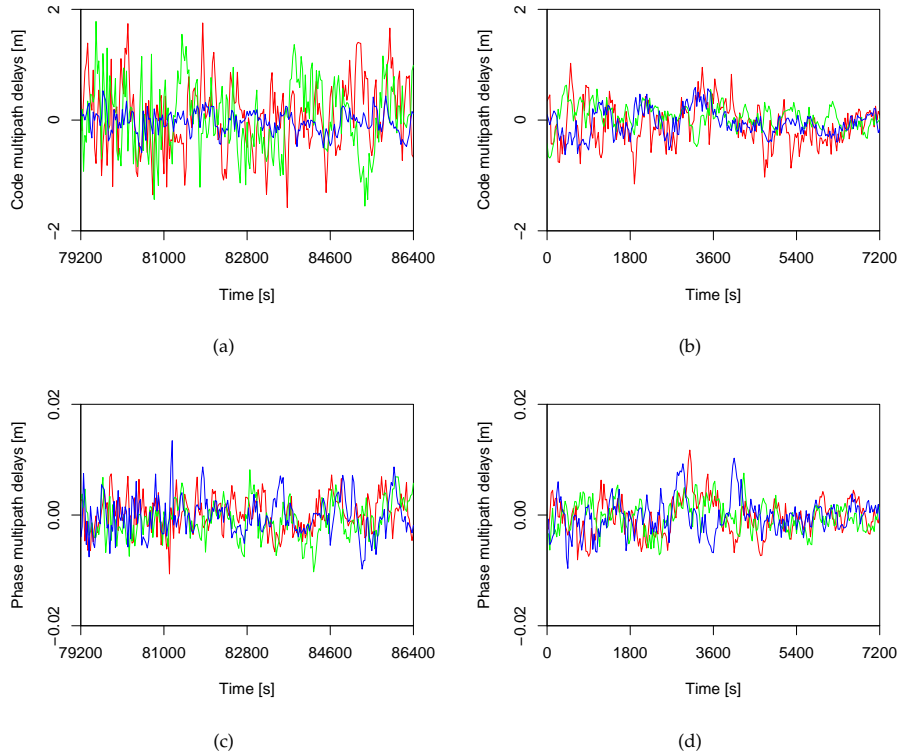 Code multipath delays [m]
2
0
−2
79200 81000 82800 84600 86400
Time [s]
(a)
Code multipath delays [m]
2
0
−2
0 1800 3600 5400 7200
Time [s]
(b)
Phase multipath delays [m]
0.02
0.00
−0.02
79200 81000 82800 84600 86400
Time [s]
(c)
Phase multipath delays [m]
0.02
0.00
−0.02
0 1800 3600 5400 7200
Time [s]
(d)